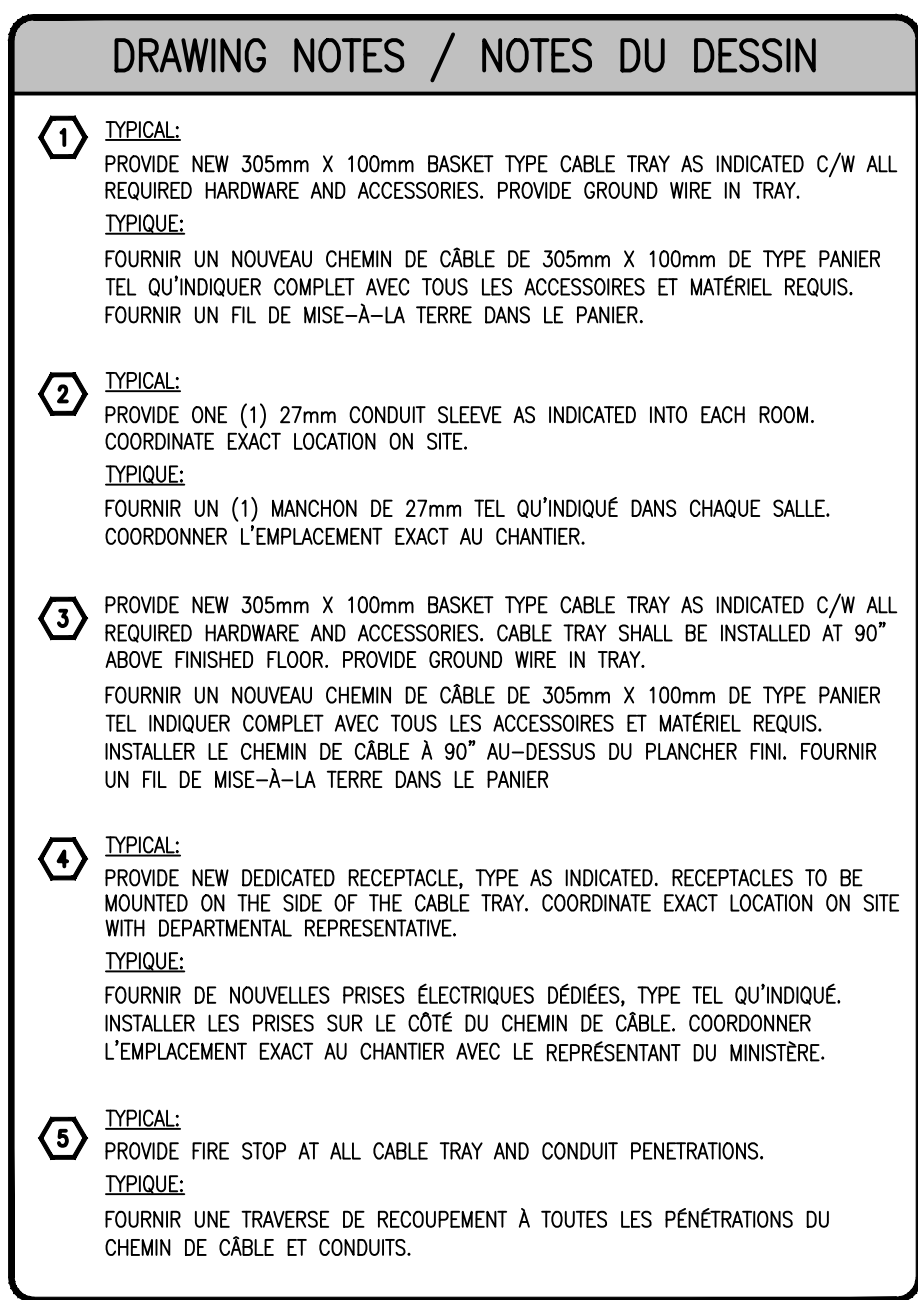 DRAWING NOTES / NOTES DU DESSIN
1
TYPICAL:
PROVIDE NEW 305mm X 100mm BASKET TYPE CABLE TRAY AS INDICATED C/W ALL
REQUIRED HARDWARE AND ACCESSORIES. PROVIDE GROUND WIRE IN TRAY.
TYPIQUE:
FOURNIR UN NOUVEAU CHEMIN DE CÂBLE DE 305mm X 100mm DE TYPE PANIER
TEL QU'INDIQUER COMPLET AVEC TOUS LES ACCESSOIRES ET MATÉRIEL REQUIS.
FOURNIR UN FIL DE MISE–À–LA TERRE DANS LE PANIER.
2
TYPICAL:
PROVIDE ONE (1) 27mm CONDUIT SLEEVE AS INDICATED INTO EACH ROOM.
COORDINATE EXACT LOCATION ON SITE.
TYPIQUE:
FOURNIR UN (1) MANCHON DE 27mm TEL QU'INDIQUÉ DANS CHAQUE SALLE.
COORDONNER L'EMPLACEMENT EXACT AU CHANTIER.
3
PROVIDE NEW 305mm X 100mm BASKET TYPE CABLE TRAY AS INDICATED C/W ALL
REQUIRED HARDWARE AND ACCESSORIES. CABLE TRAY SHALL BE INSTALLED AT 90"
ABOVE FINISHED FLOOR. PROVIDE GROUND WIRE IN TRAY.
FOURNIR UN NOUVEAU CHEMIN DE CÂBLE DE 305mm X 100mm DE TYPE PANIER
TEL INDIQUER COMPLET AVEC TOUS LES ACCESSOIRES ET MATÉRIEL REQUIS.
INSTALLER LE CHEMIN DE CÂBLE À 90" AU–DESSUS DU PLANCHER FINI. FOURNIR
UN FIL DE MISE–À–LA TERRE DANS LE PANIER
4
TYPICAL:
PROVIDE NEW DEDICATED RECEPTACLE, TYPE AS INDICATED. RECEPTACLES TO BE
MOUNTED ON THE SIDE OF THE CABLE TRAY. COORDINATE EXACT LOCATION ON SITE
WITH DEPARTMENTAL REPRESENTATIVE.
TYPIQUE:
FOURNIR DE NOUVELLES PRISES ÉLECTRIQUES DÉDIÉES, TYPE TEL QU'INDIQUÉ.
INSTALLER LES PRISES SUR LE CÔTÉ DU CHEMIN DE CÂBLE. COORDONNER
L'EMPLACEMENT EXACT AU CHANTIER AVEC LE REPRÉSENTANT DU MINISTÈRE.
5
TYPICAL:
PROVIDE FIRE STOP AT ALL CABLE TRAY AND CONDUIT PENETRATIONS.
TYPIQUE:
FOURNIR UNE TRAVERSE DE RECOUPEMENT À TOUTES LES PÉNÉTRATIONS DU
CHEMIN DE CÂBLE ET CONDUITS.